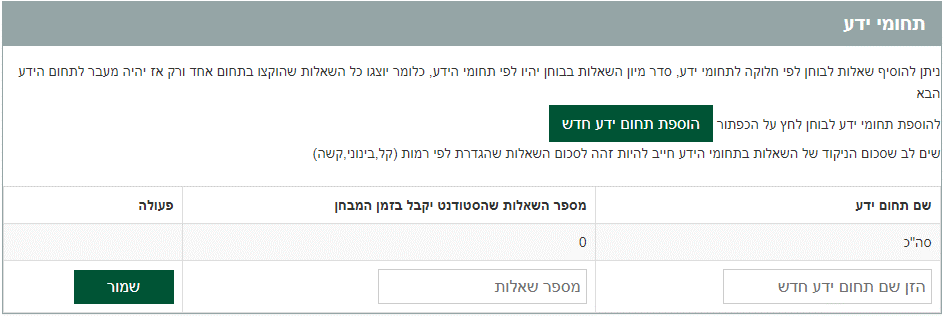 תחומי ידע
ניתן להוסיף שאלות לבוחן לפי חלוקה לתחומי ידע, סדר מיון השאלות בבוחן יהיו לפי תחומי הידע, כלומר יוצגו כל השאלות שהוקצו בתחום אחד ורק אז יהיה מעבר לתחום הידע
הבא
להוספת תחומי ידע לבוחן לחץ על הכפתור הוספת תחום ידע חדש
שים לב שסכום הניקוד של השאלות בתחומי הידע חייב להיות זהה לסכום השאלות שהגדרת לפי רמות (קל,בינוני,קשה)
שם תחום ידע מספר השאלות שהסטודנט יקבל בזמן המבחן פעולה
סה"כ 0
הזן שם תחום ידע חדש מספר שאלות שמור